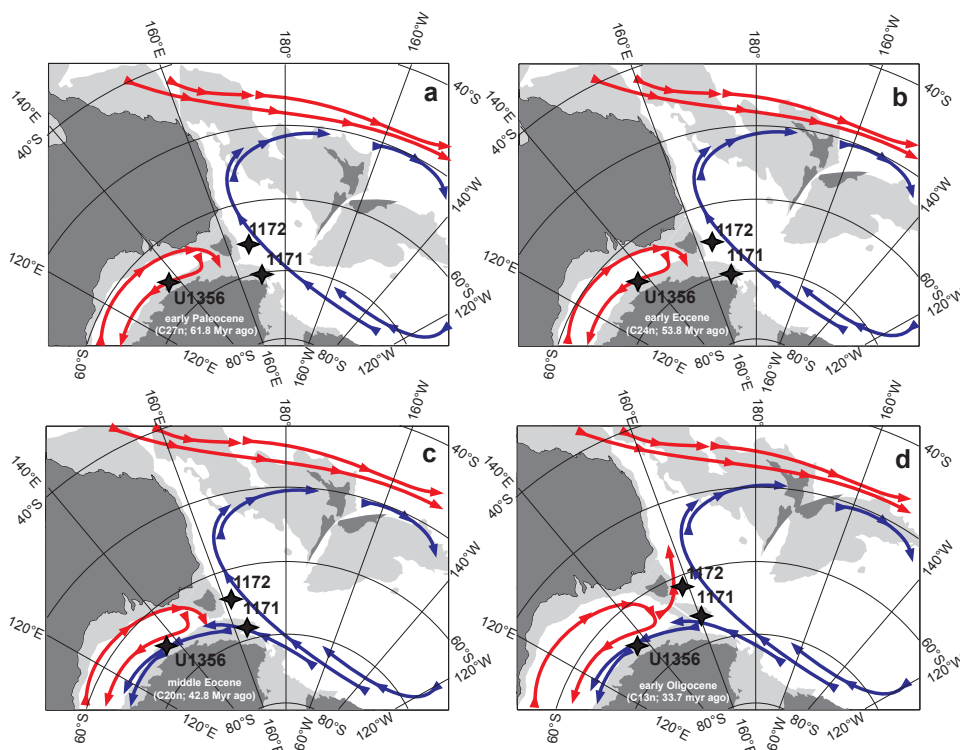 160°E
180°
160°W
140°E
40°S
a
40°S
140°W
1172
1171
120°E
U1356
60°S
early Paleocene
(C27n; 61.8 Myr ago)
120°W
60°S
120°E
80°S
160°E
160°W
80°S
120°W
160°E
180°
160°W
140°E
40°S
b
40°S
140°W
1172
1171
120°E
U1356
60°S
early Eocene
(C24n; 53.8 Myr ago)
120°W
60°S
120°E
80°S
160°E
160°W
80°S
120°W
160°E
180°
160°W
140°E
40°S
c
40°S
140°W
1172
1171
120°E
U1356
60°S
middle Eocene
(C20n; 42.8 Myr ago)
120°W
60°S
120°E
80°S
160°W
80°S
120°W
160°E
180°
160°W
140°E
40°S
d
40°S
140°W
1172
1171
120°E
U1356
60°S
early Oligocene
(C13n; 33.7 myr ago)
120°W
60°S
120°E
80°S
160°E
160°W
80°S
120°W